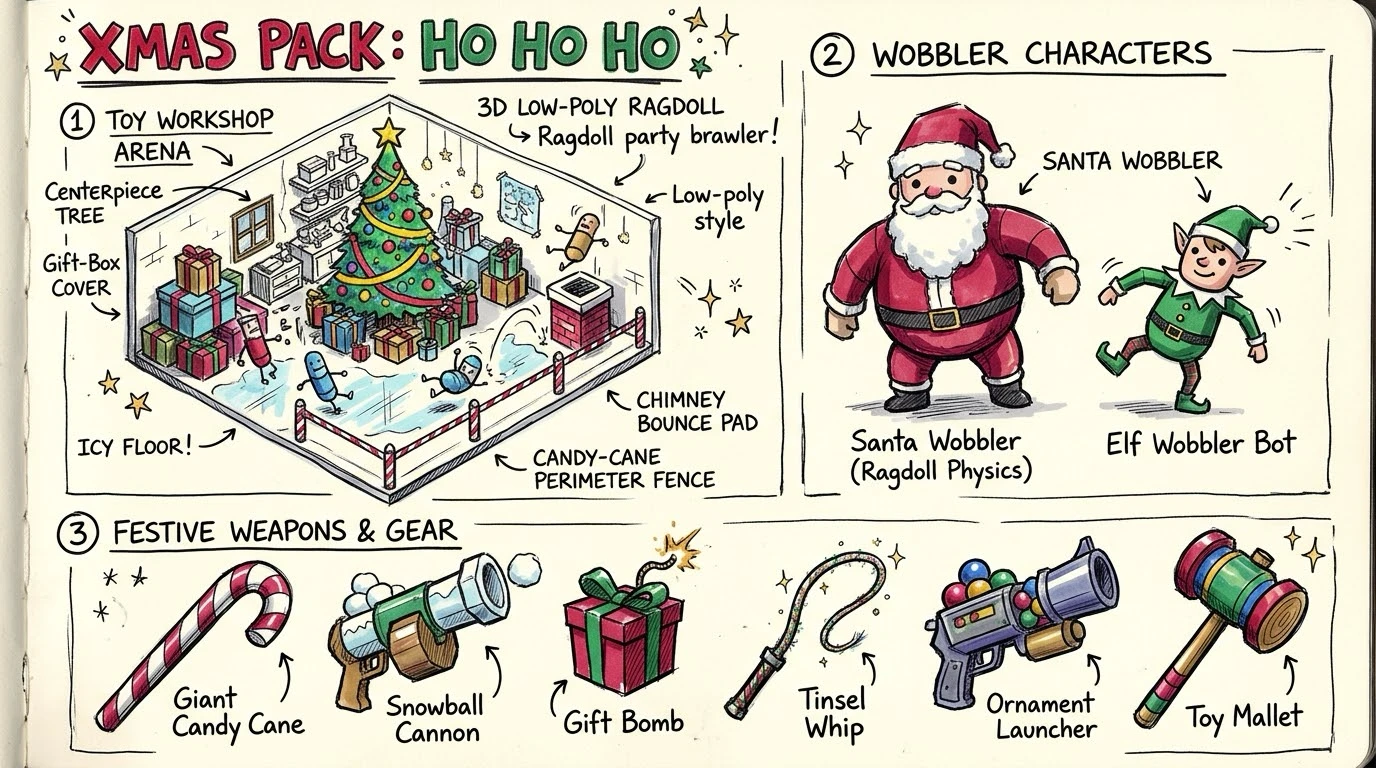 XMAS PACK: HO HO HO
1 TOY WORKSHOP
ARENA
Centerpiece
TREE
Gift-Box
COVER
ICY FLOOR!
3D LOW-POLY RAGDOLL
Ragdoll party brawler!
Low-poly
style
CHIMNEY
BOUNCE PAD
CANDY-CANE
PERIMETER FENCE
2 WOBBLER CHARACTERS
SANTA WOBBLER
Santa Wobbler
(Ragdoll Physics)
Elf Wobbler Bot
3 FESTIVE WEAPONS & GEAR
Giant
Candy Cane
Snowball
Cannon
Gift Bomb
Tinsel
Whip
Ornament
Launcher
Toy Mallet